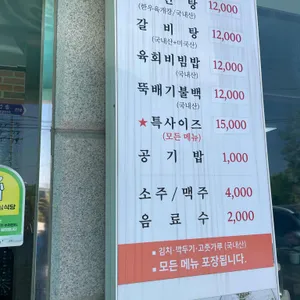 탕 12,000
(한우육개장/국내산)
갈비탕 12,000
(국내산+미국산)
육회비빔밥 12,000
(국내산)
뚝배기불백 12,000
(국내산)
★특사이즈 15,000
(모든 메뉴)
공기밥 1,000
소주/맥주 4,000
음료수 2,000
▪ 김치·깍두기·고춧가루 (국내산)
▪ 모든 메뉴 포장됩니다.